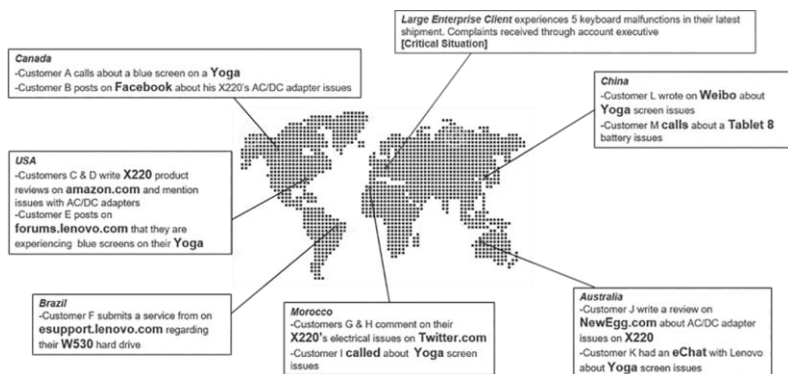 Large Enterprise Client experiences 5 keyboard malfunctions in their latest
shipment. Complaints received through account executive
[Critical Situation]
Canada
-Customer A calls about a blue screen on a Yoga
-Customer B posts on Facebook about his X220's AC/DC adapter issues
China
-Customer L wrote on Weibo about
Yoga screen issues
-Customer M calls about a Tablet 8
battery issues
USA
-Customers C & D write X220 product
reviews on amazon.com and mention
issues with AC/DC adapters
-Customer E posts on
forums.lenovo.com that they are
experiencing blue screens on their Yoga
Brazil
-Customer F submits a service from on
esupport.lenovo.com regarding
their W530 hard drive
Morocco
-Customers G & H comment on their
X220's electrical issues on Twitter.com
-Customer I called about Yoga screen
issues
Australia
-Customer J write a review on
NewEgg.com about AC/DC adapter
issues on X220
-Customer K had an eChat with Lenovo
about Yoga screen issues